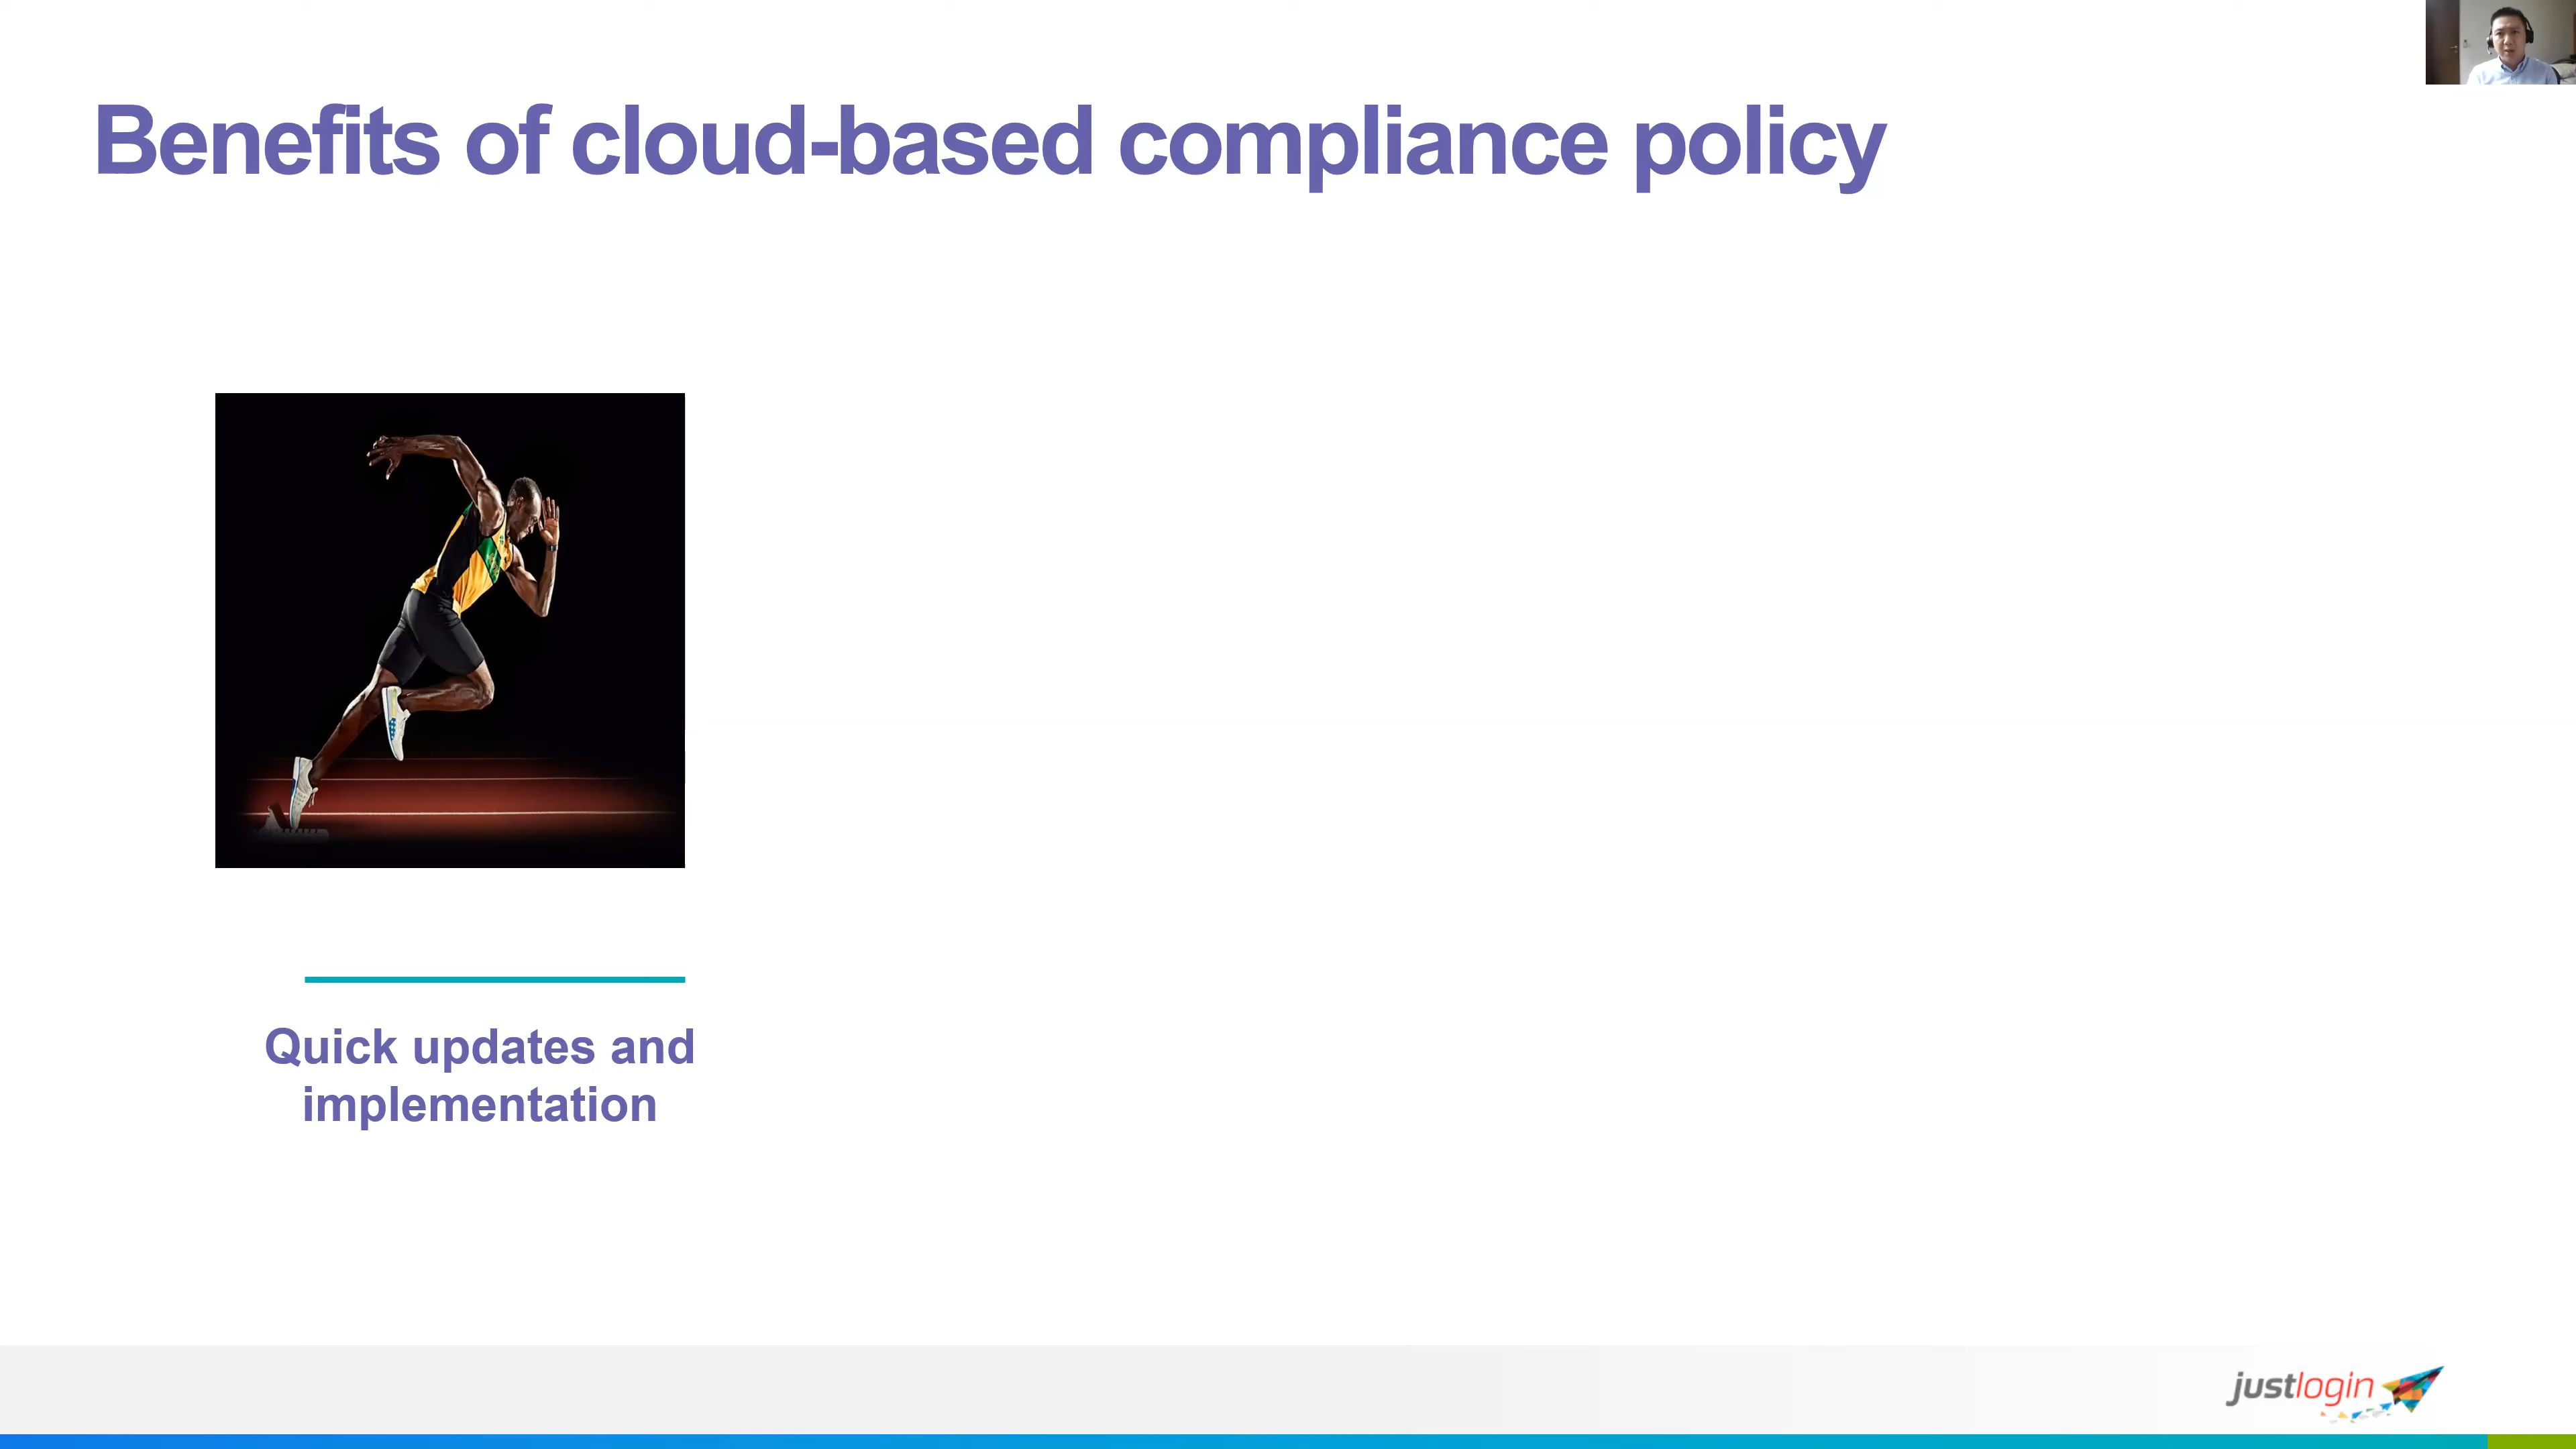 Benefits of cloud-based compliance policy
Quick updates and
implementation
justlogin